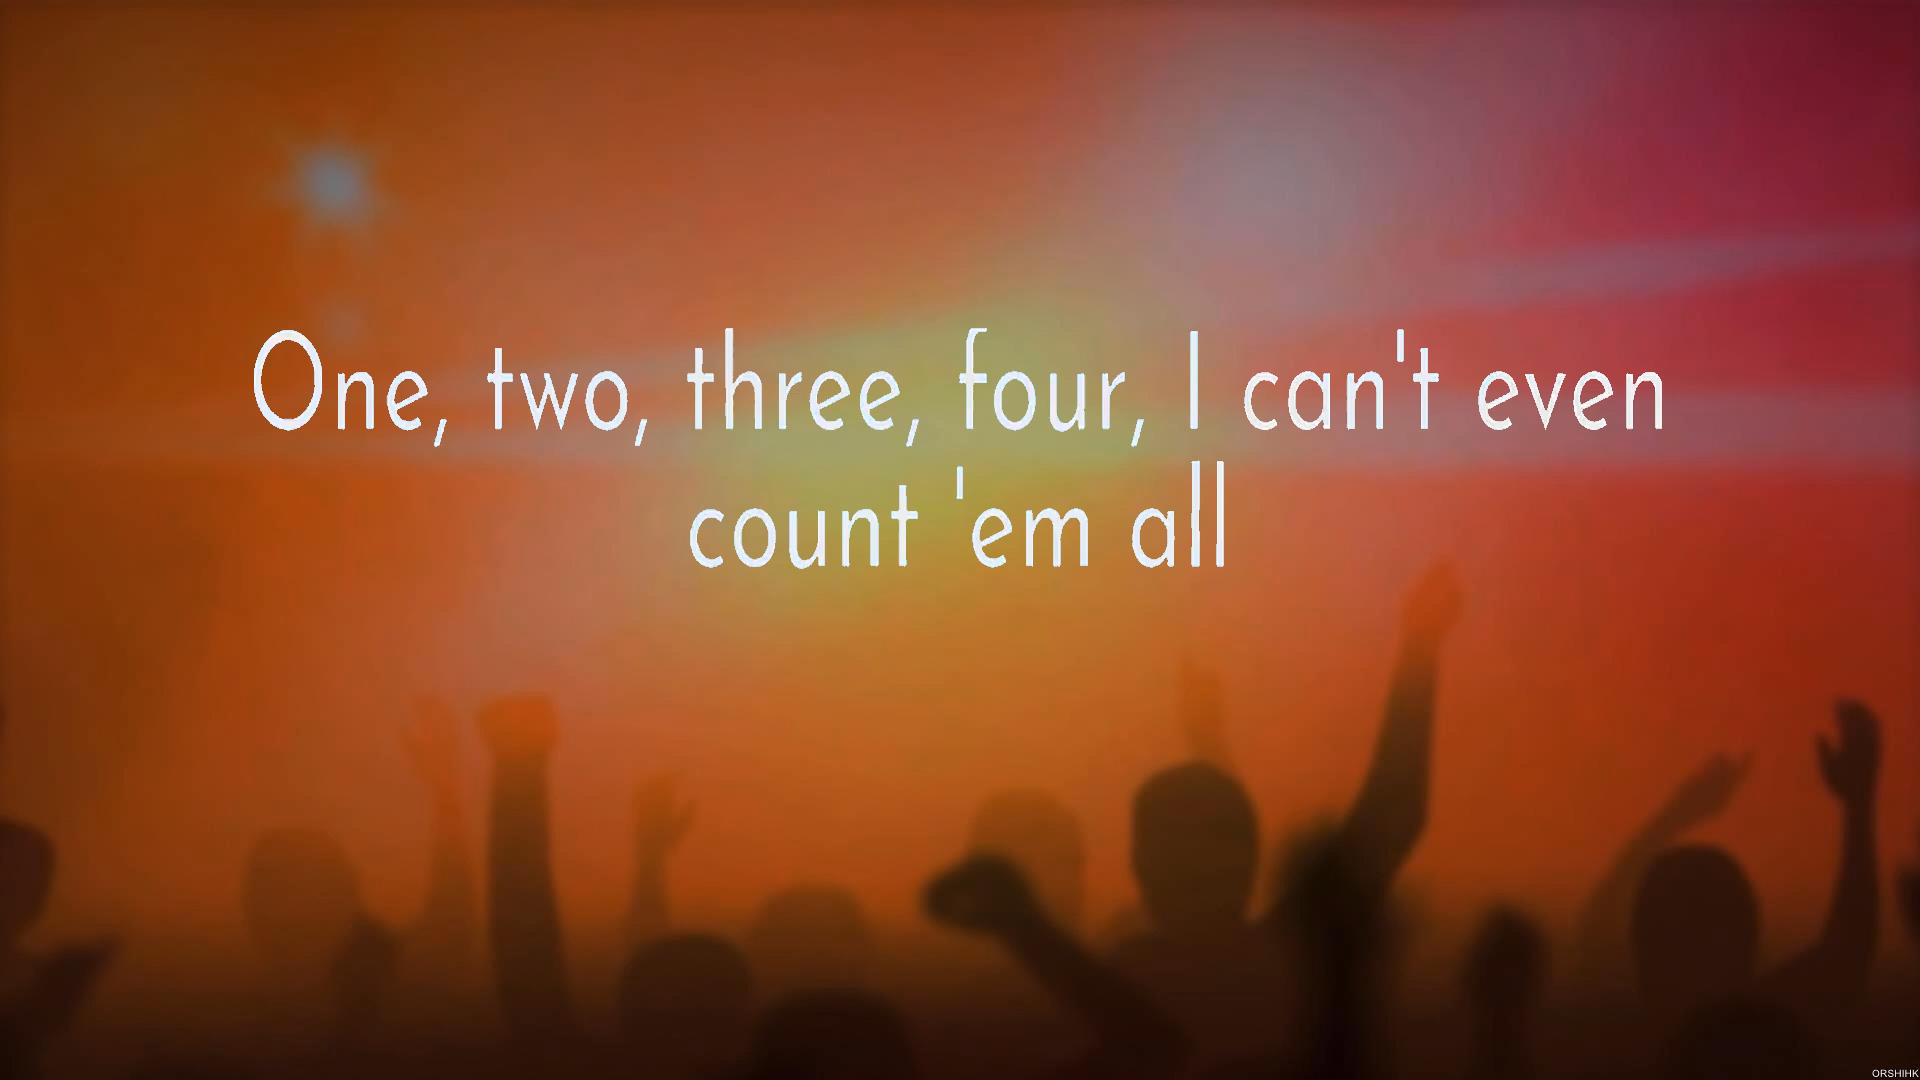 One, two, three, four, I can't even
count 'em all
ORSHIHK